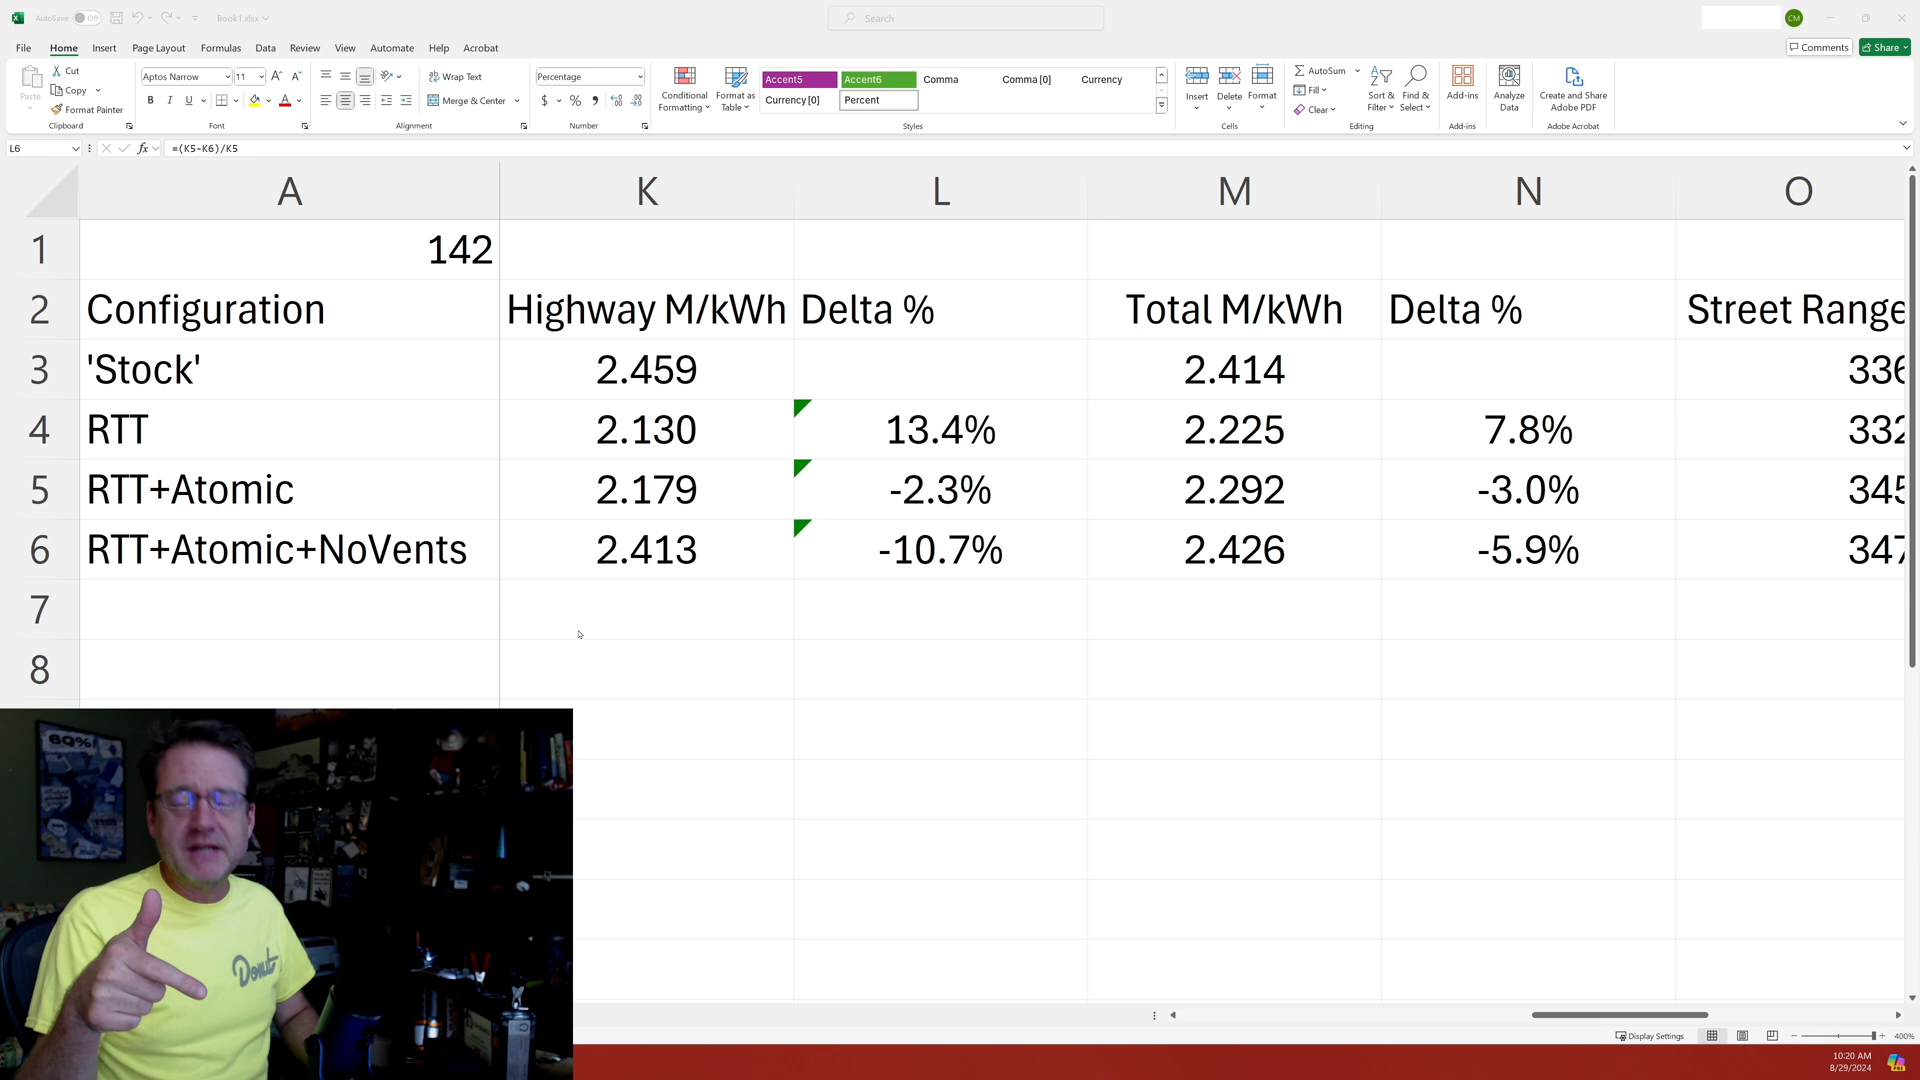 AutoSave Off Book1.xlsx Search CM
File Home Insert Page Layout Formulas Data Review View Automate Help Acrobat Comments Share
Paste Cut Copy Format Painter Clipboard
Aptos Narrow 11 B I U Font
Wrap Text Merge & Center Alignment
Percentage $ % , Number
Conditional Formatting Format as Table
Accent5 Accent6 Comma Comma [0] Currency
Currency [0] Percent
Styles
Insert Delete Format Cells
AutoSum Fill Clear Sort & Filter Find & Select Editing
Add-ins Add-ins
Analyze Data
Create and Share Adobe PDF Adobe Acrobat
L6 fx =(K5-K6)/K5
A K L M N O
1 142
2 Configuration Highway M/kWh Delta % Total M/kWh Delta % Street Range
3 'Stock' 2.459 2.414 336
4 RTT 2.130 13.4% 2.225 7.8% 332
5 RTT+Atomic 2.179 -2.3% 2.292 -3.0% 345
6 RTT+Atomic+NoVents 2.413 -10.7% 2.426 -5.9% 347
7
8
Donut
Display Settings 400%
10:20 AM
8/29/2024